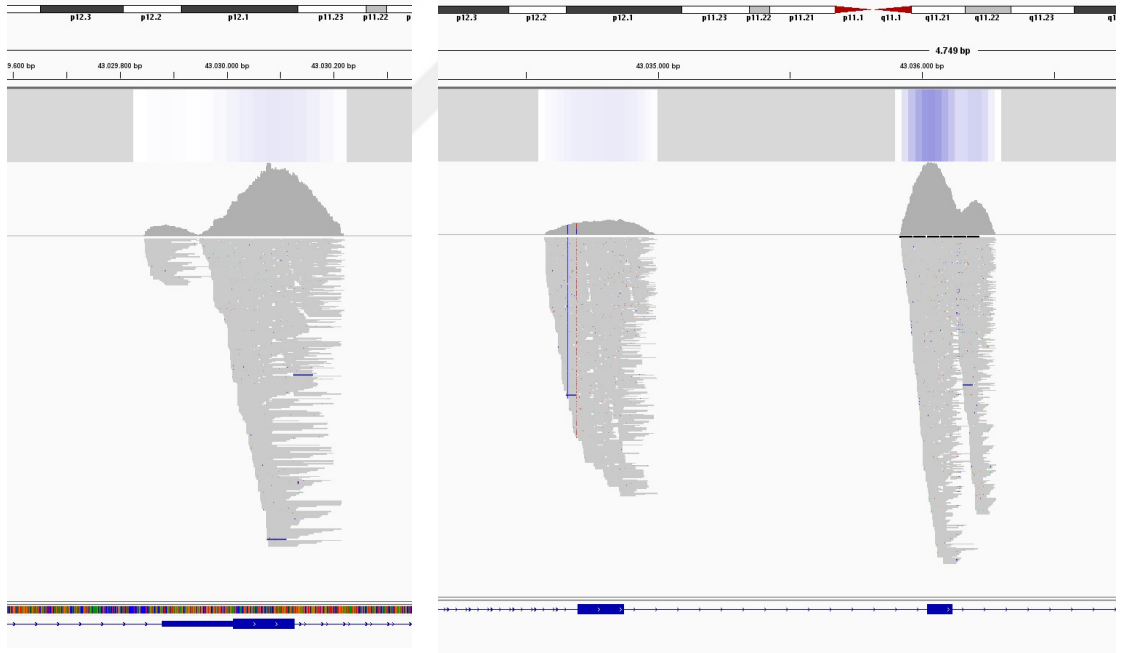 p12.3 p12.2 p12.1 p11.23 p11.22 p
9.600 bp 43.029.800 bp 43.030.000 bp 43.030.200 bp
p12.3 p12.2 p12.1 p11.23 p11.22 p11.21 p11.1 q11.1 q11.21 q11.22 q11.23 q1
4.749 bp
43.035.000 bp 43.036.000 bp